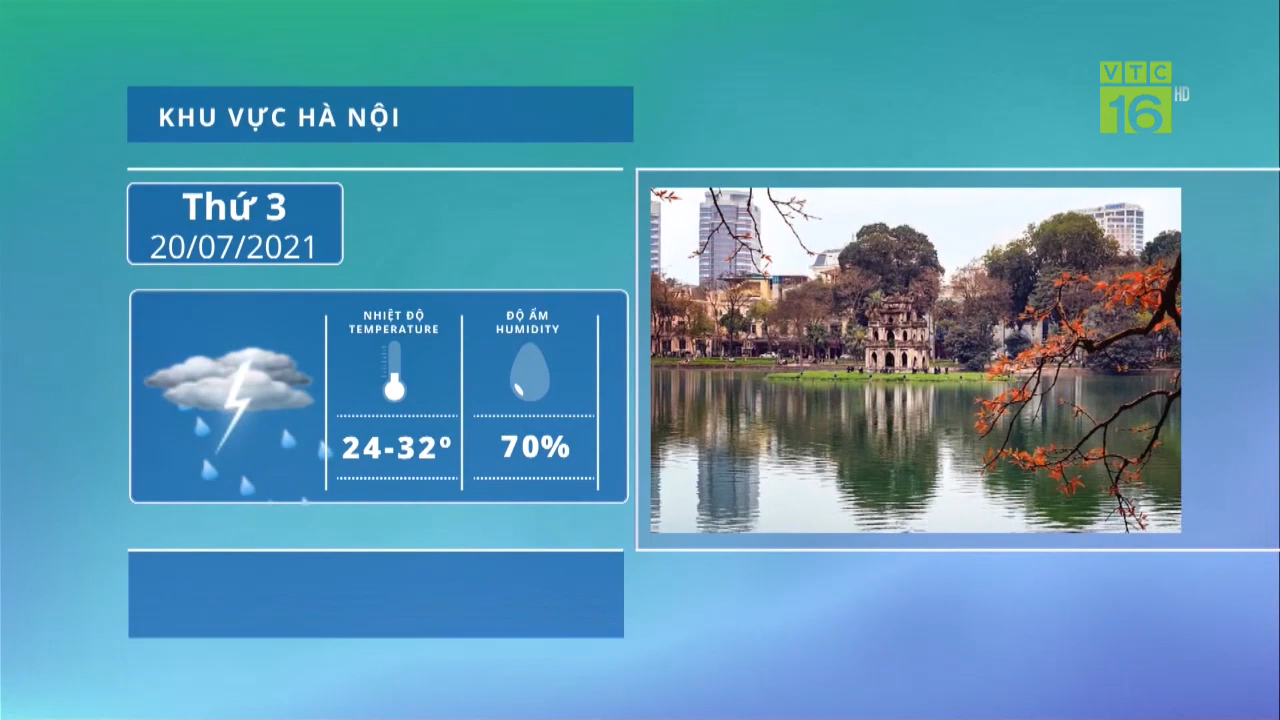 VTC
16 HD
KHU VỰC HÀ NỘI
Thứ 3
20/07/2021
NHIỆT ĐỘ
TEMPERATURE
24-32º
ĐỘ ẨM
HUMIDITY
70%